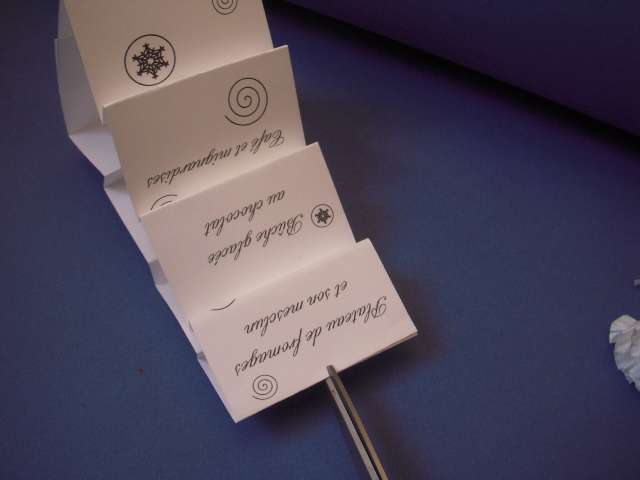 Plateau de fromages
et son mesclun
Bûche glacée
au chocolat
Café et mignardises